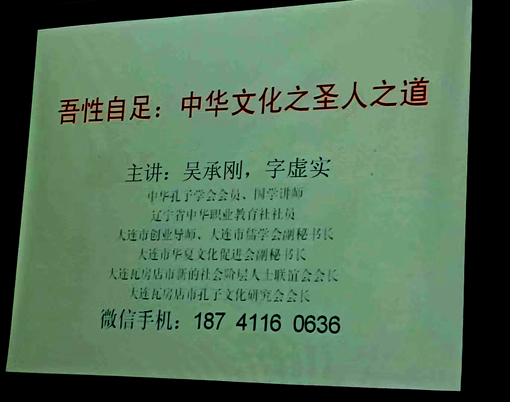 吾性自足：中华文化之圣人之道
主讲：吴承刚，字虚实
中华孔子学会会员、国学讲师
辽宁省中华职业教育社社员
大连市创业导师、大连市儒学会副秘书长
大连市华夏文化促进会副秘书长
大连瓦房店市新的社会阶层人士联谊会会长
大连瓦房店市孔子文化研究会会长
微信手机：187 4116 0636